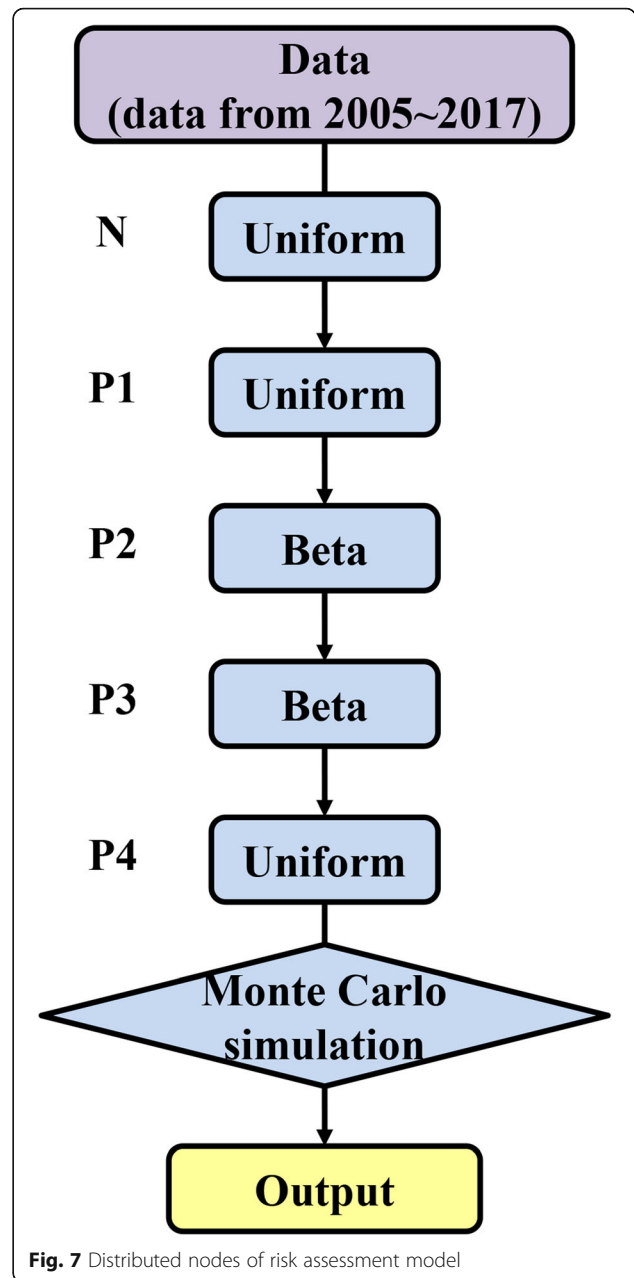 Data
(data from 2005~2017)
N
Uniform
P1
Uniform
P2
Beta
P3
Beta
P4
Uniform
Monte Carlo
simulation
Output
Fig. 7 Distributed nodes of risk assessment model